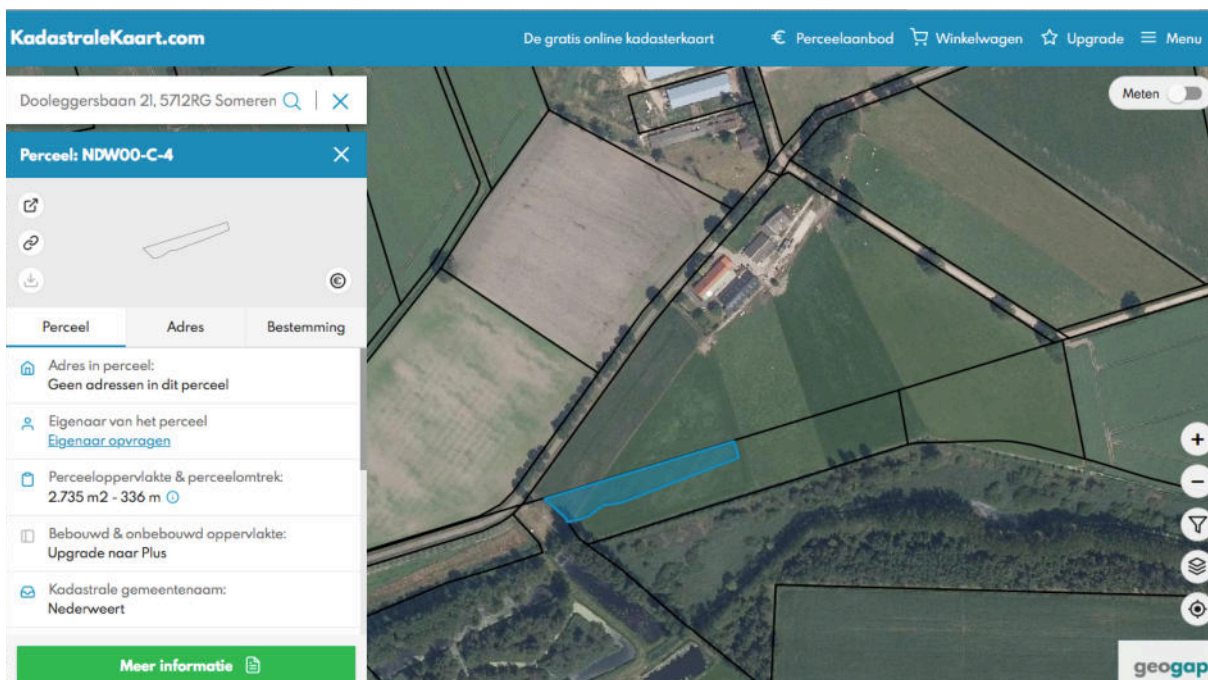 KadastraleKaart.com
De gratis online kadasterkaart
€ Perceelaanbod
Winkelwagen
Upgrade
Menu
Dooleggersbaan 21, 5712RG Someren
Meten
Perceel: NDW00-C-4
Perceel
Adres
Bestemming
Adres in perceel:
Geen adressen in dit perceel
Eigenaar van het perceel
Eigenaar opvragen
Perceeloppervlakte & perceelomtrek:
2.735 m2 - 336 m
Bebouwd & onbebouwd oppervlakte:
Upgrade naar Plus
Kadastrale gemeentenaam:
Nederweert
Meer informatie
geogap